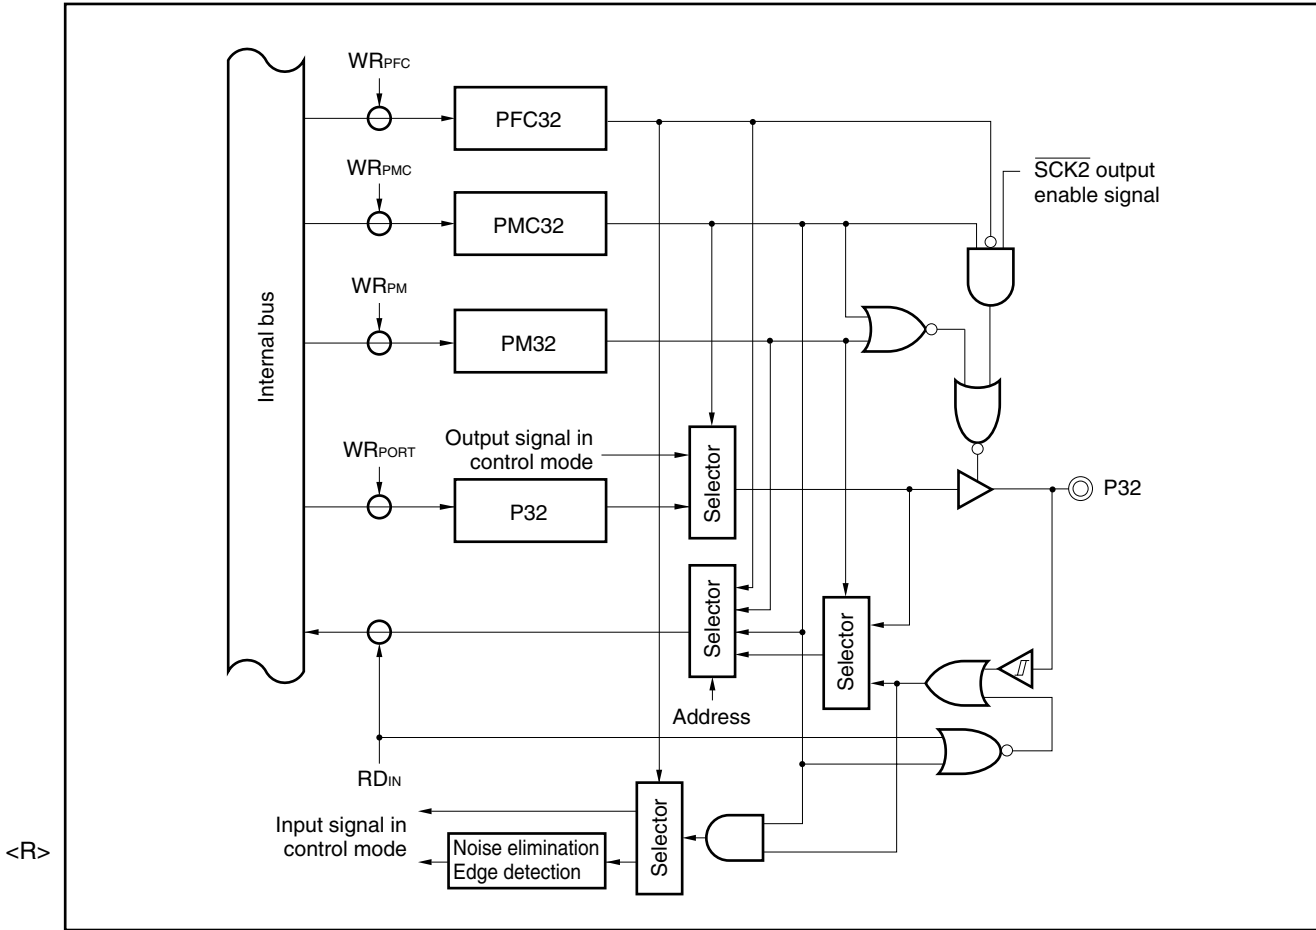 WRPFC
PFC32
SCK2 output
enable signal
WRPMC
PMC32
WRPM
PM32
Internal bus
Output signal in
control mode
WRPORT
P32
Selector
P32
Selector
Selector
Address
RDIN
Input signal in
control mode
Noise elimination
Edge detection
Selector
<R>